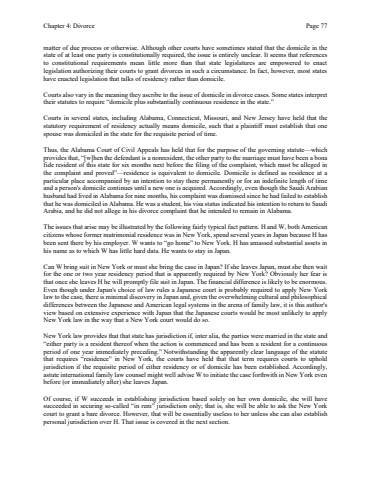 Chapter 4: Divorce Page 77
matter of due process or otherwise. Although other courts have sometimes stated that the domicile in the
state of at least one party is constitutionally required, the issue is entirely unclear. It seems that references
to constitutional requirements mean little more than that state legislatures are empowered to enact
legislation authorizing their courts to grant divorces in such a circumstance. In fact, however, most states
have enacted legislation that talks of residency rather than domicile.
Courts also vary in the meaning they ascribe to the issue of domicile in divorce cases. Some states interpret
their statutes to require “domicile plus substantially continuous residence in the state.”
Courts in several states, including Alabama, Connecticut, Missouri, and New Jersey have held that the
statutory requirement of residency actually means domicile, such that a plaintiff must establish that one
spouse was domiciled in the state for the requisite period of time.
Thus, the Alabama Court of Civil Appeals has held that for the purpose of the governing statute—which
provides that, “[w]hen the defendant is a nonresident, the other party to the marriage must have been a bona
fide resident of this state for six months next before the filing of the complaint, which must be alleged in
the complaint and proved”—residence is equivalent to domicile. Domicile is defined as residence at a
particular place accompanied by an intention to stay there permanently or for an indefinite length of time
and a person's domicile continues until a new one is acquired. Accordingly, even though the Saudi Arabian
husband had lived in Alabama for nine months, his complaint was dismissed since he had failed to establish
that he was domiciled in Alabama. He was a student, his visa status indicated his intention to return to Saudi
Arabia, and he did not allege in his divorce complaint that he intended to remain in Alabama.
The issues that arise may be illustrated by the following fairly typical fact pattern. H and W, both American
citizens whose former matrimonial residence was in New York, spend several years in Japan because H has
been sent there by his employer. W wants to “go home” to New York. H has amassed substantial assets in
his name as to which W has little hard data. He wants to stay in Japan.
Can W bring suit in New York or must she bring the case in Japan? If she leaves Japan, must she then wait
for the one or two year residency period that is apparently required by New York? Obviously her fear is
that once she leaves H he will promptly file suit in Japan. The financial difference is likely to be enormous.
Even though under Japan's choice of law rules a Japanese court is probably required to apply New York
law to the case, there is minimal discovery in Japan and, given the overwhelming cultural and philosophical
differences between the Japanese and American legal systems in the arena of family law, it is this author's
view based on extensive experience with Japan that the Japanese courts would be most unlikely to apply
New York law in the way that a New York court would do so.
New York law provides that that state has jurisdiction if, inter alia, the parties were married in the state and
“either party is a resident thereof when the action is commenced and has been a resident for a continuous
period of one year immediately preceding.” Notwithstanding the apparently clear language of the statute
that requires “residence” in New York, the courts have held that that term requires courts to uphold
jurisdiction if the requisite period of either residency or of domicile has been established. Accordingly,
astute international family law counsel might well advise W to initiate the case forthwith in New York even
before (or immediately after) she leaves Japan.
Of course, if W succeeds in establishing jurisdiction based solely on her own domicile, she will have
succeeded in securing so-called “in rem” jurisdiction only; that is, she will be able to ask the New York
court to grant a bare divorce. However, that will be essentially useless to her unless she can also establish
personal jurisdiction over H. That issue is covered in the next section.